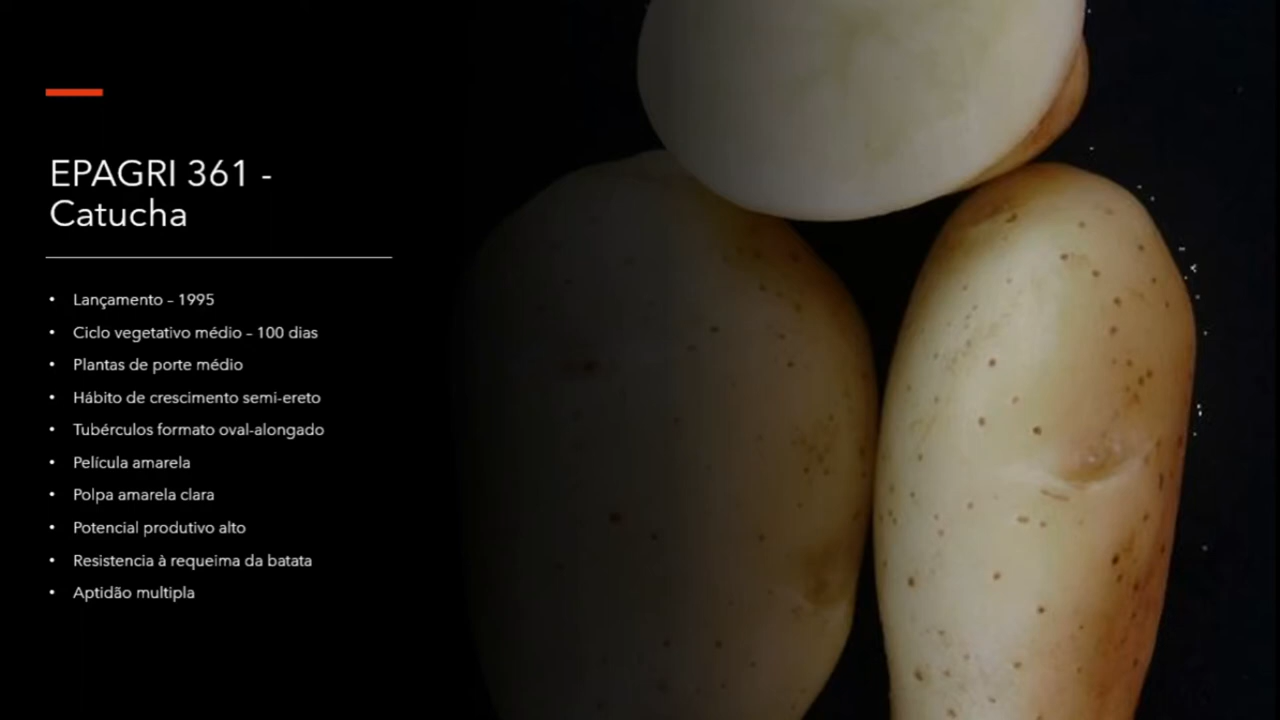 EPAGRI 361 -
Catucha
• Lançamento – 1995
• Ciclo vegetativo médio – 100 dias
• Plantas de porte médio
• Hábito de crescimento semi-ereto
• Tubérculos formato oval-alongado
• Película amarela
• Polpa amarela clara
• Potencial produtivo alto
• Resistencia à requeima da batata
• Aptidão multipla